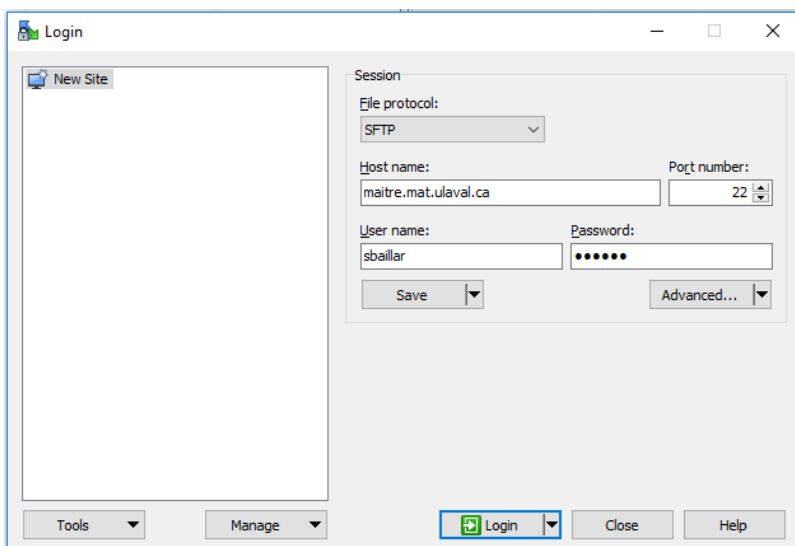 Login
New Site
Session
File protocol:
SFTP
Host name: Port number:
maitre.mat.ulaval.ca 22
User name: Password:
sbaillar ••••••
Save Advanced...
Tools Manage Login Close Help